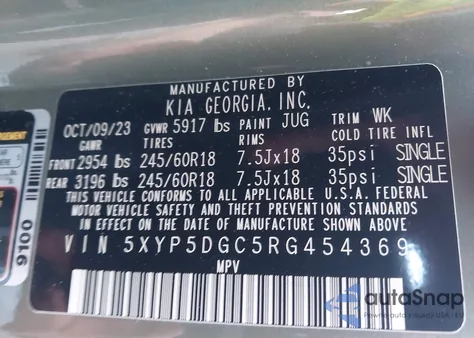 MANUFACTURED BY
KIA GEORGIA, INC.
OCT/09/23 GVWR 5917 lbs PAINT JUG TRIM WK
GAWR TIRES RIMS COLD TIRE INFL
FRONT 2954 lbs 245/60R18 7.5Jx18 35psi SINGLE
REAR 3196 lbs 245/60R18 7.5Jx18 35psi SINGLE
THIS VEHICLE CONFORMS TO ALL APPLICABLE U.S.A. FEDERAL
MOTOR VEHICLE SAFETY AND THEFT PREVENTION STANDARDS
IN EFFECT ON THE DATE OF MANUFACTURE SHOWN ABOVE
VIN 5XYP5DGC5RG454369
MPV
9100
autoSnap